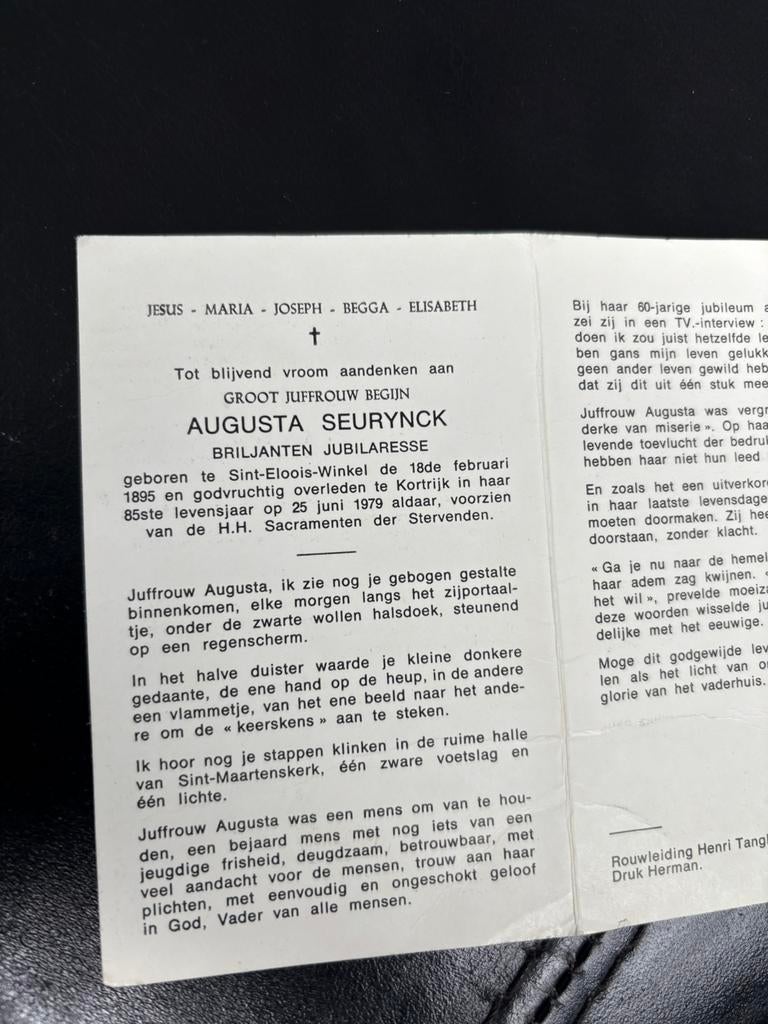 JESUS - MARIA - JOSEPH - BEGGA - ELISABETH
✝
Tot blijvend vroom aandenken aan
GROOT JUFFROUW BEGIJN
AUGUSTA SEURYNCK
BRILJANTEN JUBILARESSE
geboren te Sint-Eloois-Winkel de 18de februari
1895 en godvruchtig overleden te Kortrijk in haar
85ste levensjaar op 25 juni 1979 aldaar, voorzien
van de H.H. Sacramenten der Stervenden.
Juffrouw Augusta, ik zie nog je gebogen gestalte
binnenkomen, elke morgen langs het zijportaal-
tje, onder de zwarte wollen halsdoek, steunend
op een regenscherm.
In het halve duister waarde je kleine donkere
gedaante, de ene hand op de heup, in de andere
een vlammetje, van het ene beeld naar het ande-
re om de « keerskens » aan te steken.
Ik hoor nog je stappen klinken in de ruime halle
van Sint-Maartenskerk, één zware voetslag en
één lichte.
Juffrouw Augusta was een mens om van te hou-
den, een bejaard mens met nog iets van een
jeugdige frisheid, deugdzaam, betrouwbaar, met
veel aandacht voor de mensen, trouw aan haar
plichten, met eenvoudig en ongeschokt geloof
in God, Vader van alle mensen.
Bij haar 60-jarige jubileum
zei zij in een TV.-interview :
doen ik zou juist hetzelfde le
ben gans mijn leven gelukk
geen ander leven gewild heb
dat zij dit uit één stuk mee
Juffrouw Augusta was vergr
derke van miserie ». Op haa
levende toevlucht der bedruk
hebben haar niet hun leed
En zoals het een uitverkor
in haar laatste levensdage
moeten doormaken. Zij hee
doorstaan, zonder klacht.
« Ga je nu naar de hemel
haar adem zag kwijnen. «
het wil », prevelde moeiza
deze woorden wisselde ju
delijke met het eeuwige.
Moge dit godgewijde lev
len als het licht van on
glorie van het vaderhuis.
Rouwleiding Henri Tangh
Druk Herman.